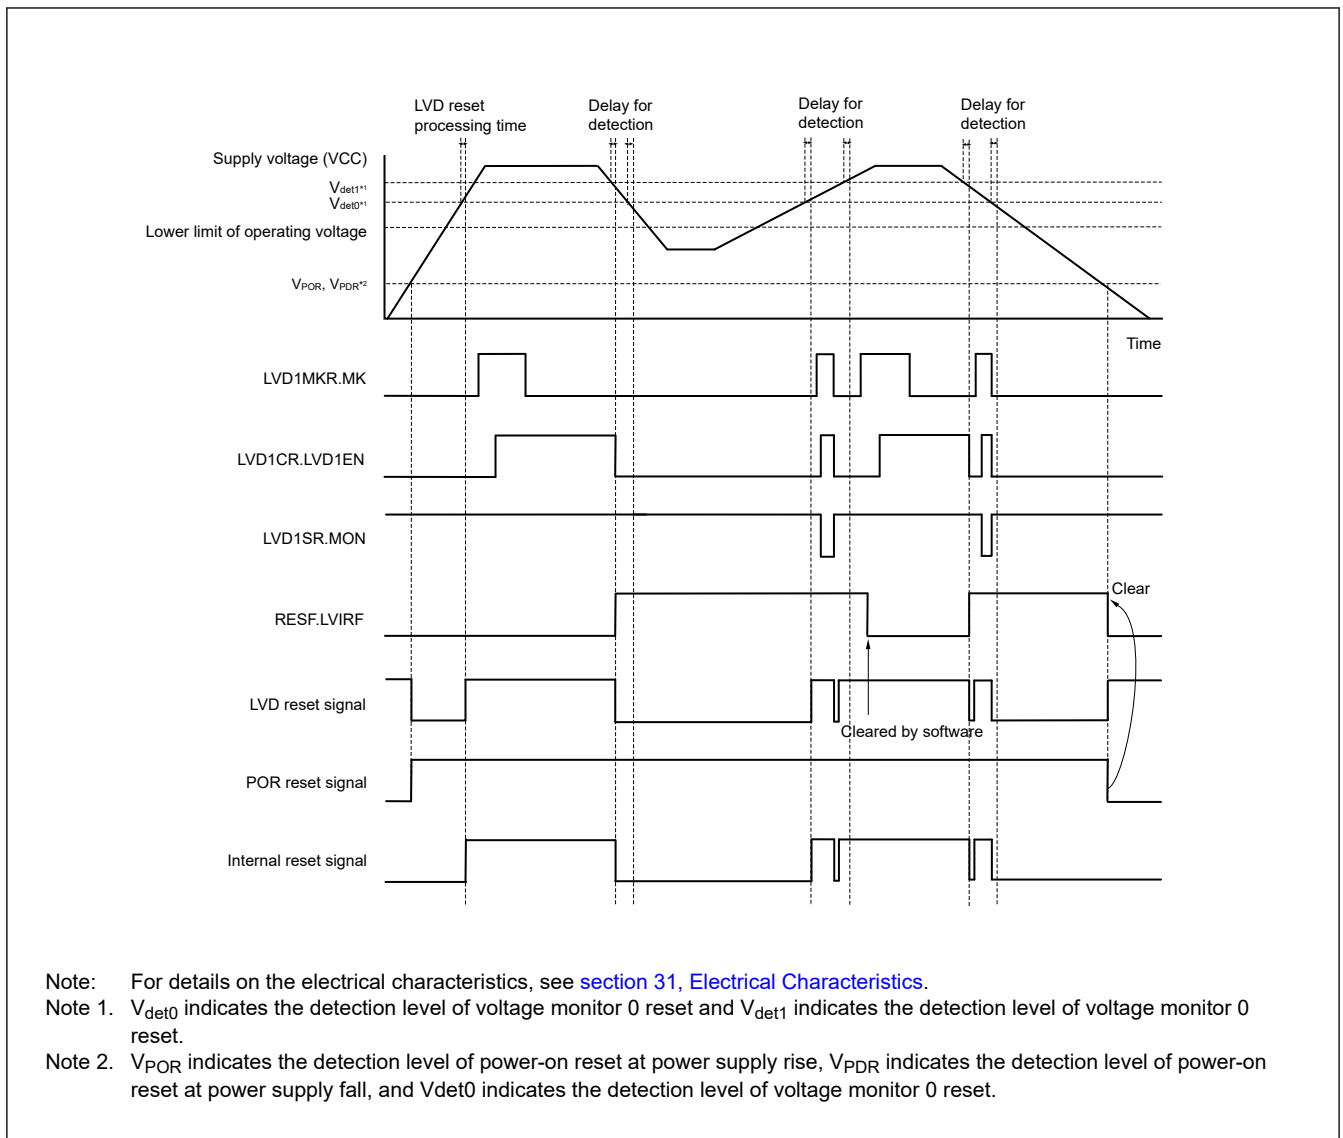 LVD reset
processing time
Delay for
detection
Delay for
detection
Delay for
detection
Supply voltage (VCC)
Vdet1*1
Vdet0*1
Lower limit of operating voltage
VPOR, VPDR*2
Time
LVD1MKR.MK
LVD1CR.LVD1EN
LVD1SR.MON
Clear
RESF.LVIRF
LVD reset signal
Cleared by software
POR reset signal
Internal reset signal
Note: For details on the electrical characteristics, see section 31, Electrical Characteristics.
Note 1. Vdet0 indicates the detection level of voltage monitor 0 reset and Vdet1 indicates the detection level of voltage monitor 0
reset.
Note 2. VPOR indicates the detection level of power-on reset at power supply rise, VPDR indicates the detection level of power-on
reset at power supply fall, and Vdet0 indicates the detection level of voltage monitor 0 reset.